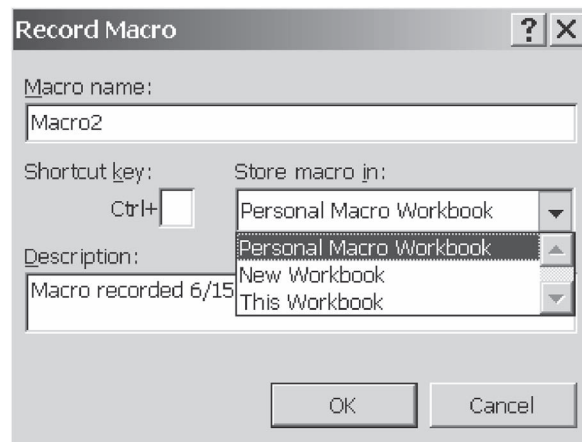 Record Macro ? X
Macro name:
Macro2
Shortcut key: Store macro in:
Ctrl+ Personal Macro Workbook
Personal Macro Workbook
Description: New Workbook
Macro recorded 6/15 This Workbook
OK Cancel